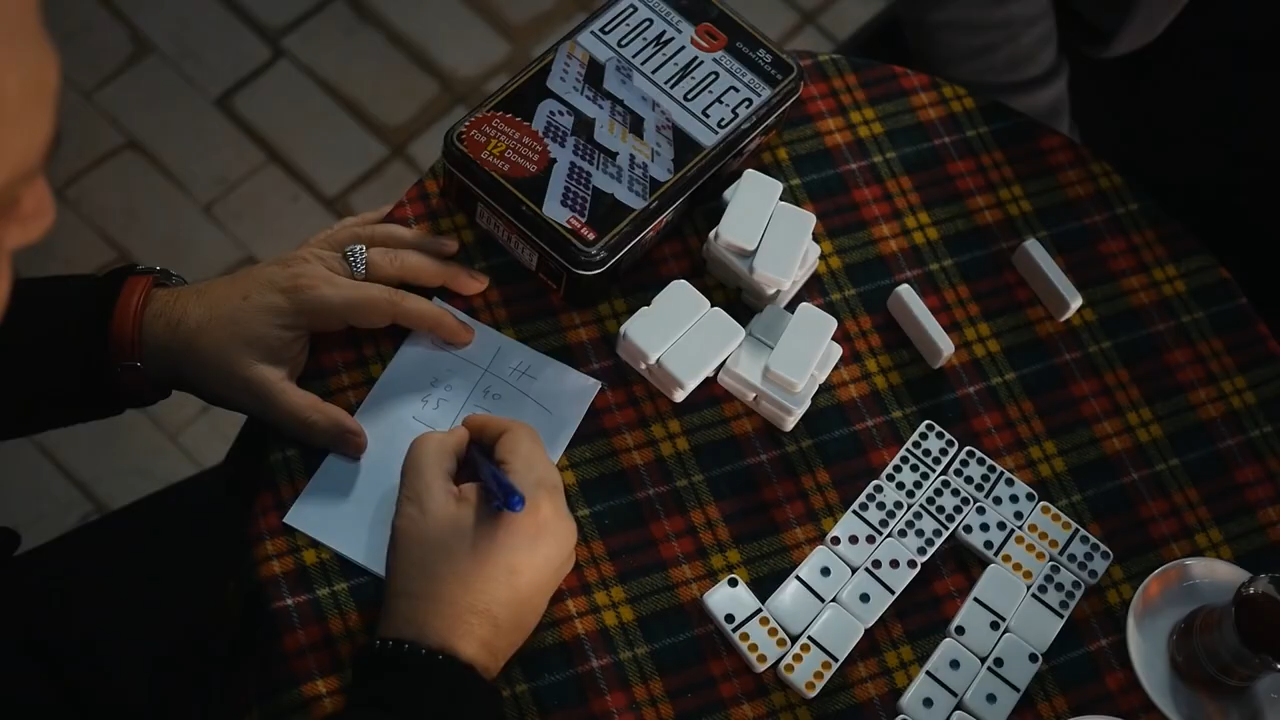 DOUBLE 9
55 DOMINOES
D·O·M·I·N·O·E·S
COLOR DOT
COMES WITH
INSTRUCTIONS
FOR 12 DOMINO
GAMES
DOMINOES
H
20 40
45